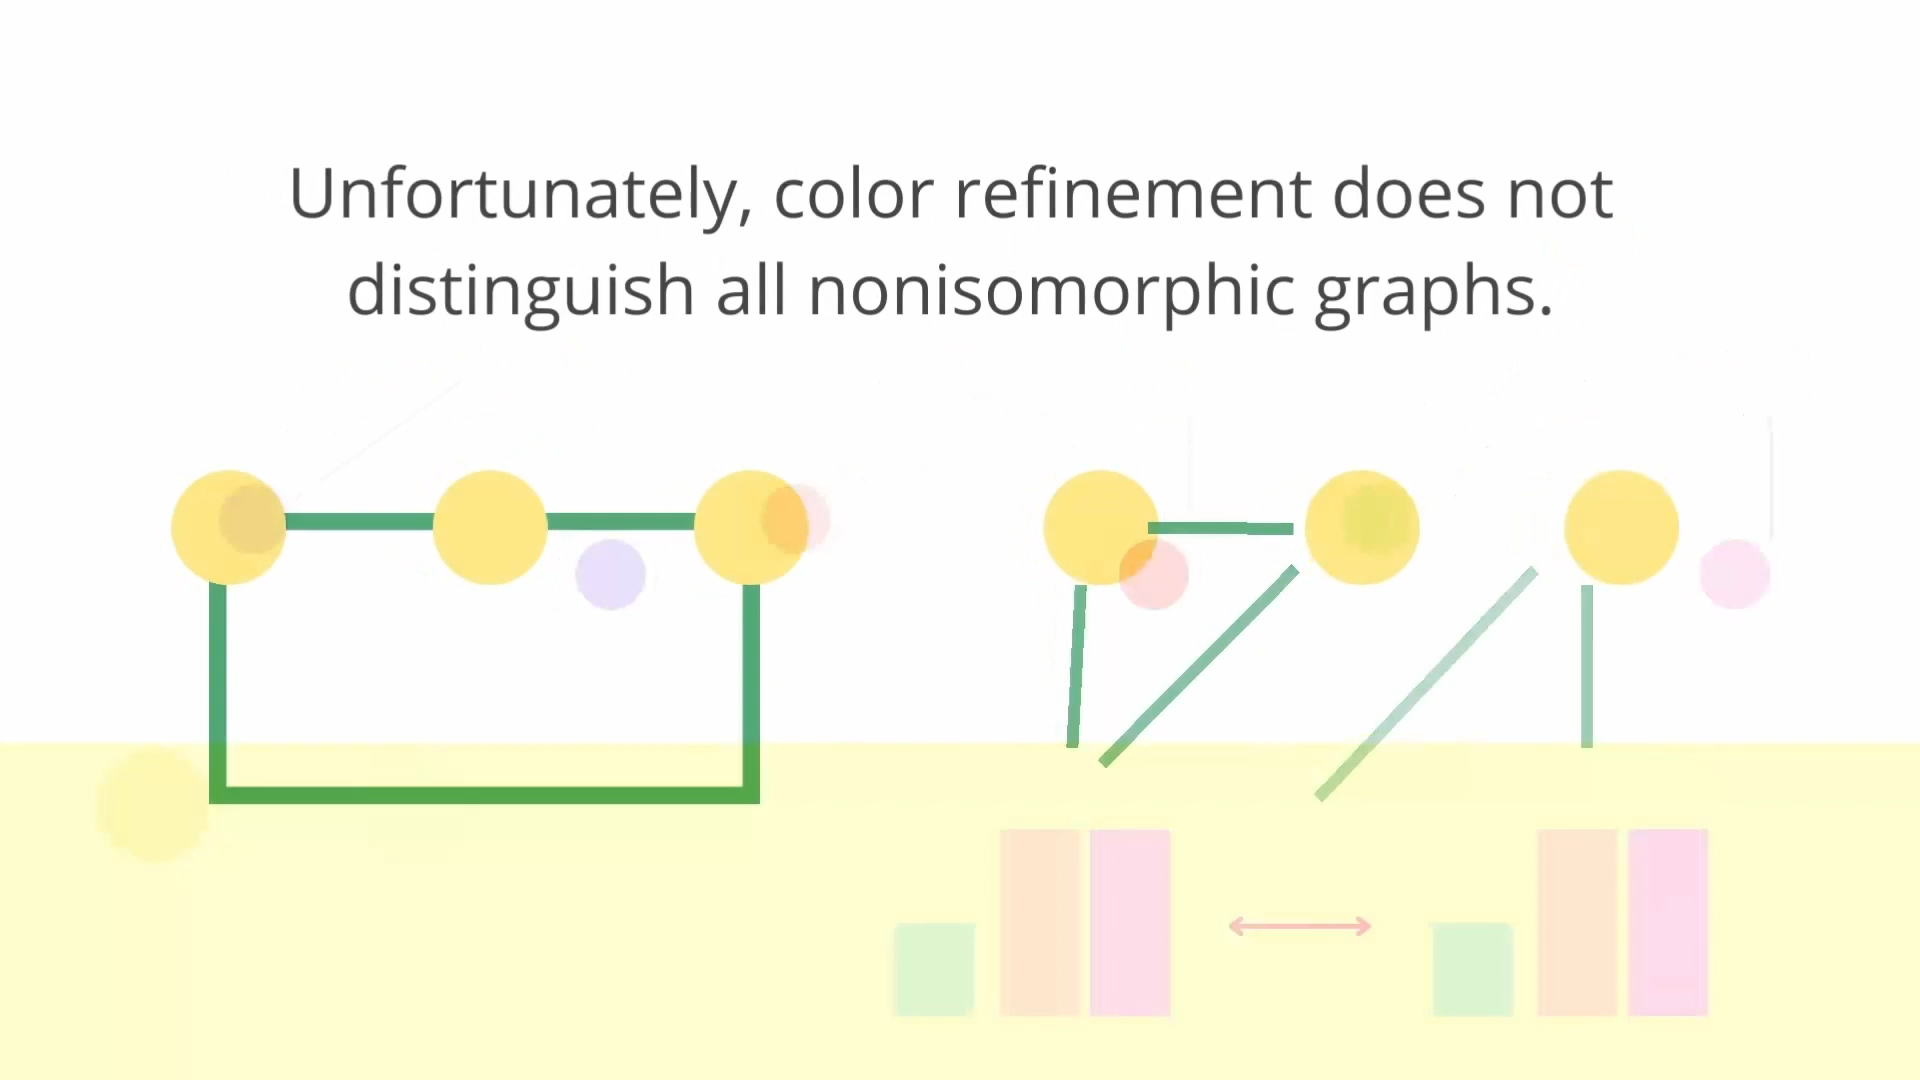 Unfortunately, color refinement does not
distinguish all nonisomorphic graphs.